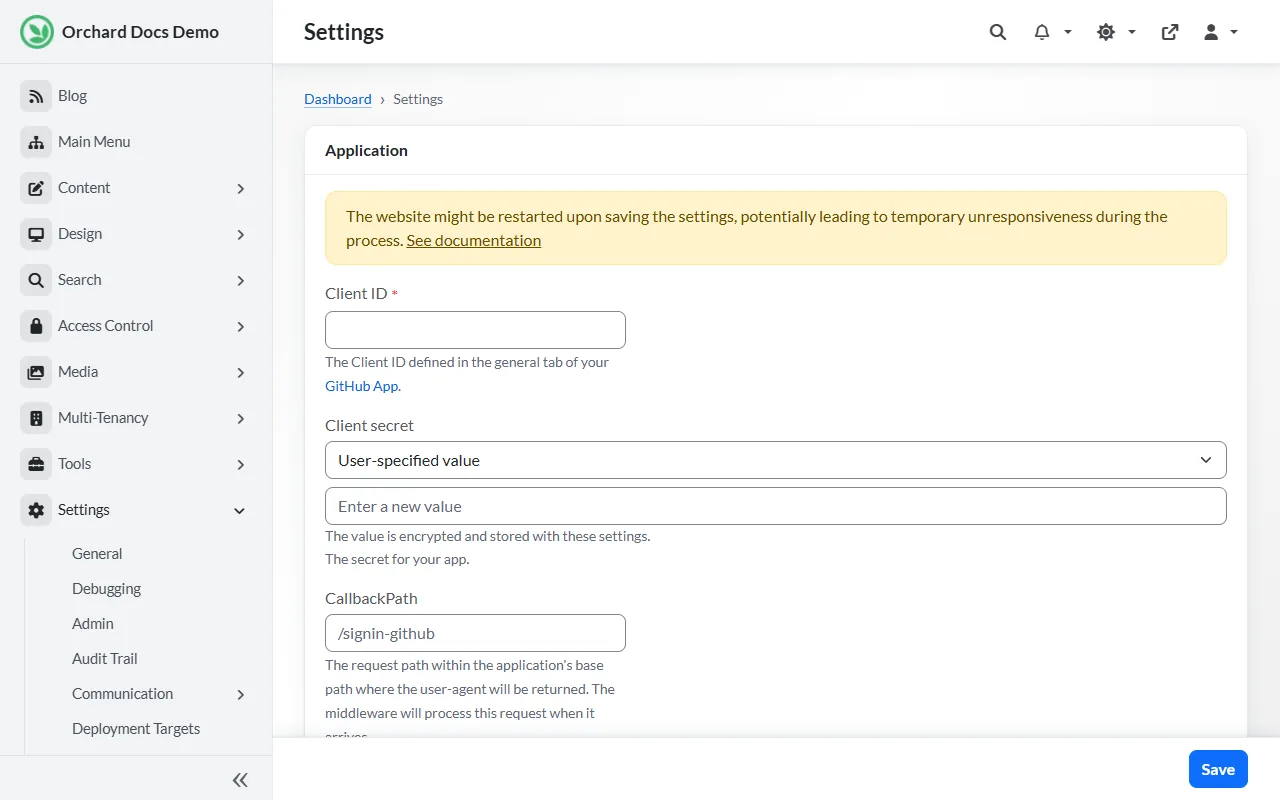 Orchard Docs Demo
Settings
Blog
Main Menu
Content
Design
Search
Access Control
Media
Multi-Tenancy
Tools
Settings
General
Debugging
Admin
Audit Trail
Communication
Deployment Targets
Dashboard › Settings
Application
The website might be restarted upon saving the settings, potentially leading to temporary unresponsiveness during the
process. See documentation
Client ID *
The Client ID defined in the general tab of your
GitHub App.
Client secret
User-specified value
Enter a new value
The value is encrypted and stored with these settings.
The secret for your app.
CallbackPath
/signin-github
The request path within the application's base
path where the user-agent will be returned. The
middleware will process this request when it
arrives.
Save